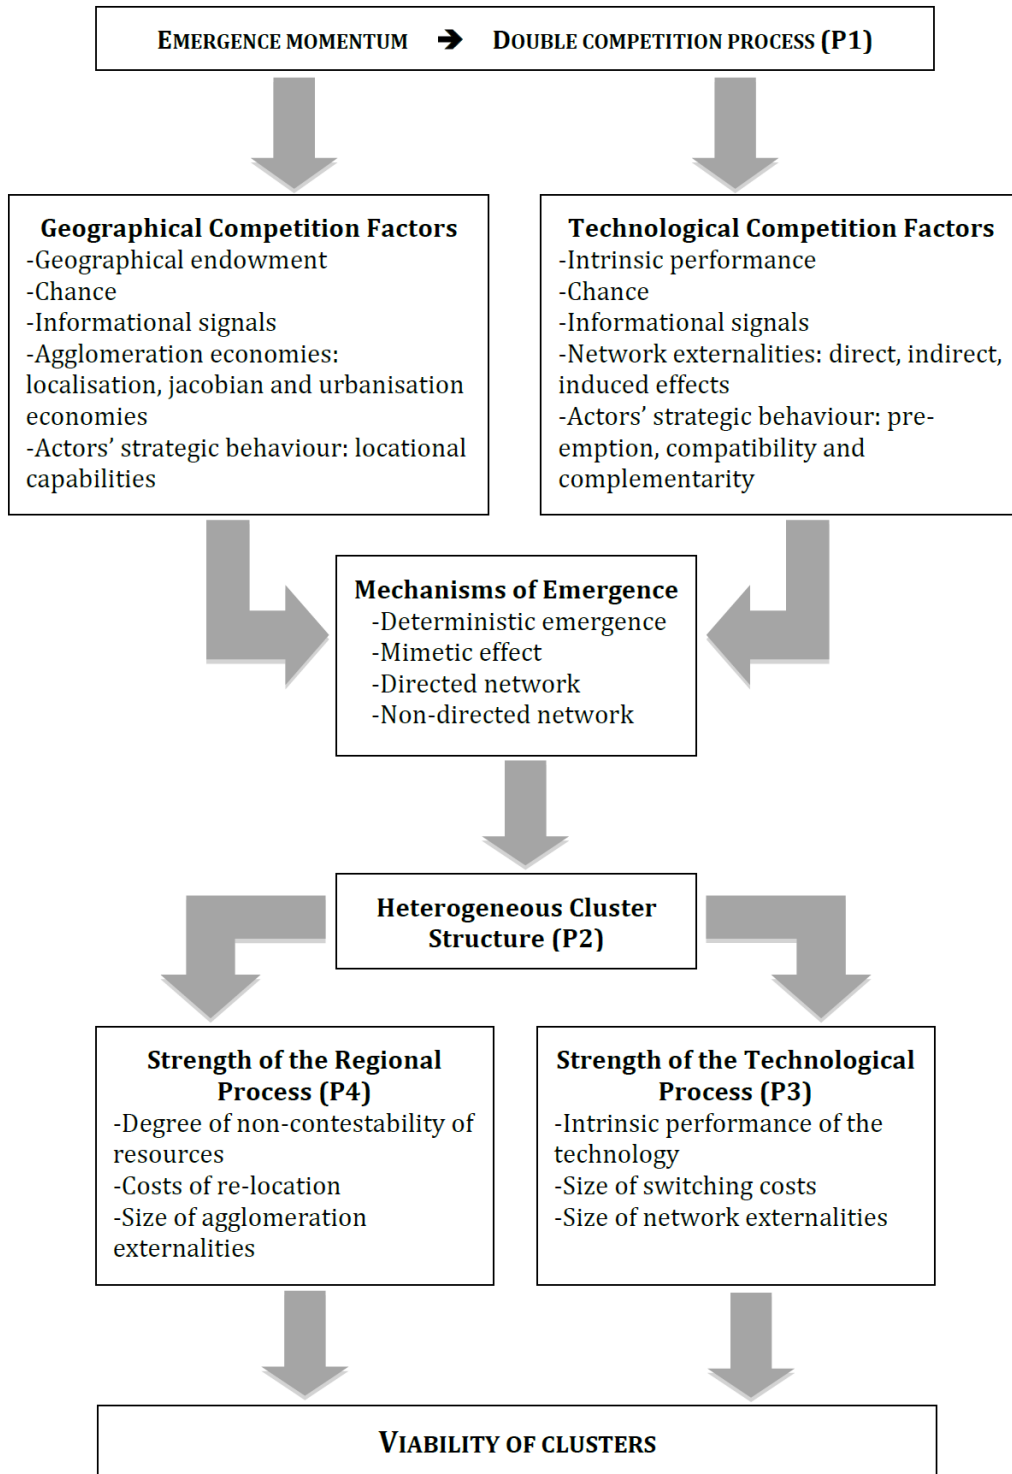 EMERGENCE MOMENTUM ➔ DOUBLE COMPETITION PROCESS (P1)
Geographical Competition Factors
-Geographical endowment
-Chance
-Informational signals
-Agglomeration economies:
localisation, jacobian and urbanisation
economies
-Actors’ strategic behaviour: locational
capabilities
Technological Competition Factors
-Intrinsic performance
-Chance
-Informational signals
-Network externalities: direct, indirect,
induced effects
-Actors’ strategic behaviour: pre-
emption, compatibility and
complementarity
Mechanisms of Emergence
-Deterministic emergence
-Mimetic effect
-Directed network
-Non-directed network
Heterogeneous Cluster
Structure (P2)
Strength of the Regional
Process (P4)
-Degree of non-contestability of
resources
-Costs of re-location
-Size of agglomeration
externalities
Strength of the Technological
Process (P3)
-Intrinsic performance of the
technology
-Size of switching costs
-Size of network externalities
VIABILITY OF CLUSTERS